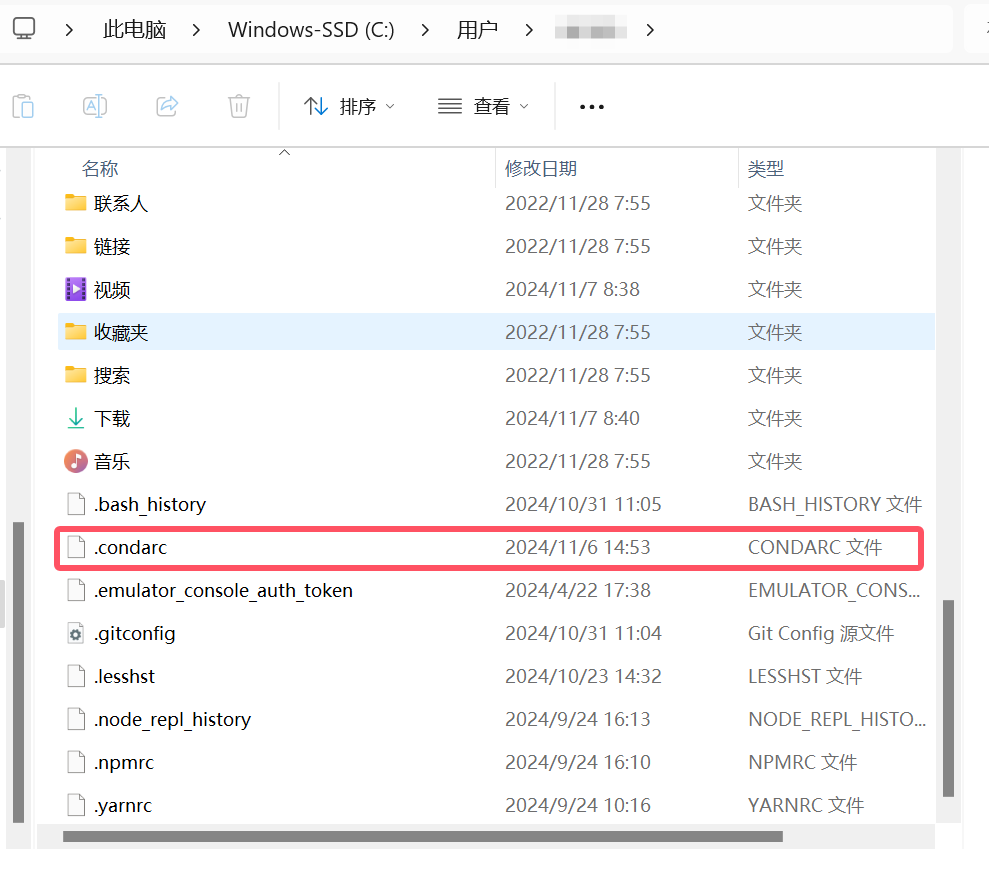 此电脑 Windows-SSD (C:) 用户
排序 查看
名称 修改日期 类型
联系人 2022/11/28 7:55 文件夹
链接 2022/11/28 7:55 文件夹
视频 2024/11/7 8:38 文件夹
收藏夹 2022/11/28 7:55 文件夹
搜索 2022/11/28 7:55 文件夹
下载 2024/11/7 8:40 文件夹
音乐 2022/11/28 7:55 文件夹
.bash_history 2024/10/31 11:05 BASH_HISTORY 文件
.condarc 2024/11/6 14:53 CONDARC 文件
.emulator_console_auth_token 2024/4/22 17:38 EMULATOR_CONS...
.gitconfig 2024/10/31 11:04 Git Config 源文件
.lesshst 2024/10/23 14:32 LESSHST 文件
.node_repl_history 2024/9/24 16:13 NODE_REPL_HISTO...
.npmrc 2024/9/24 16:10 NPMRC 文件
.yarnrc 2024/9/24 10:16 YARNRC 文件